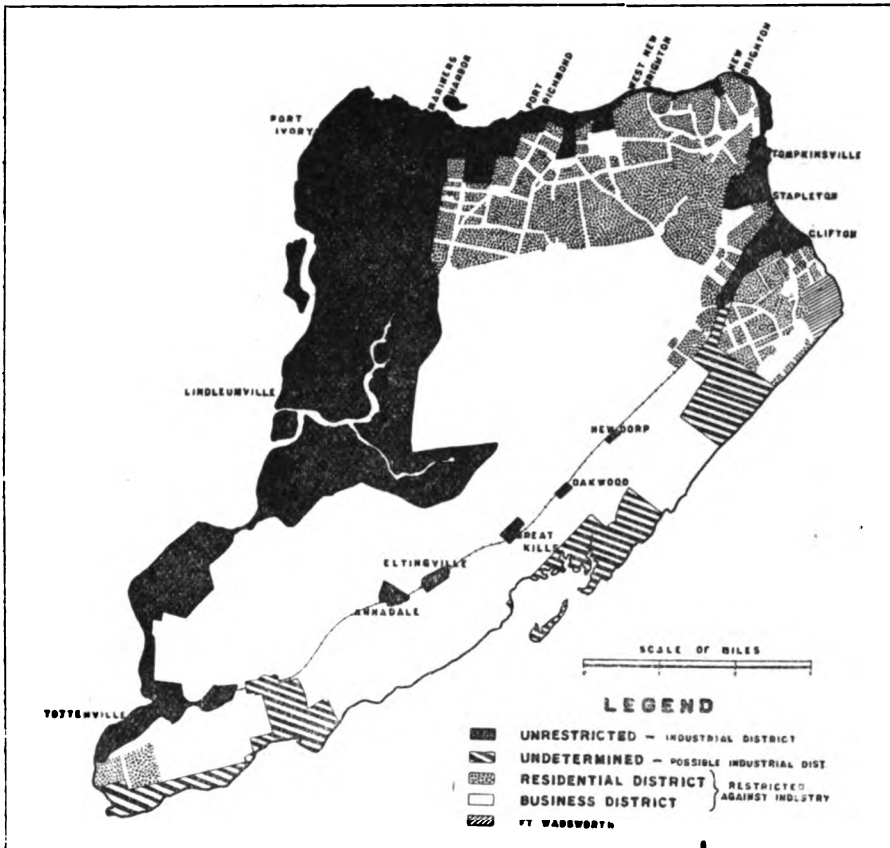 MARINERS
HARBOR
PORT
RICHMOND
WEST NEW
BRIGHTON
NEW
BRIGHTON
PORT
IVORY
TOMPKINSVILLE
STAPLETON
CLIFTON
LINOLEUMVILLE
NEW DORP
OAKWOOD
GREAT
KILLS
ELTINGVILLE
ANNADALE
TOTTENVILLE
SCALE OF MILES
LEGEND
UNRESTRICTED – INDUSTRIAL DISTRICT
UNDETERMINED – POSSIBLE INDUSTRIAL DIST.
RESIDENTIAL DISTRICT
BUSINESS DISTRICT
RESTRICTED
AGAINST INDUSTRY
FT WADSWORTH